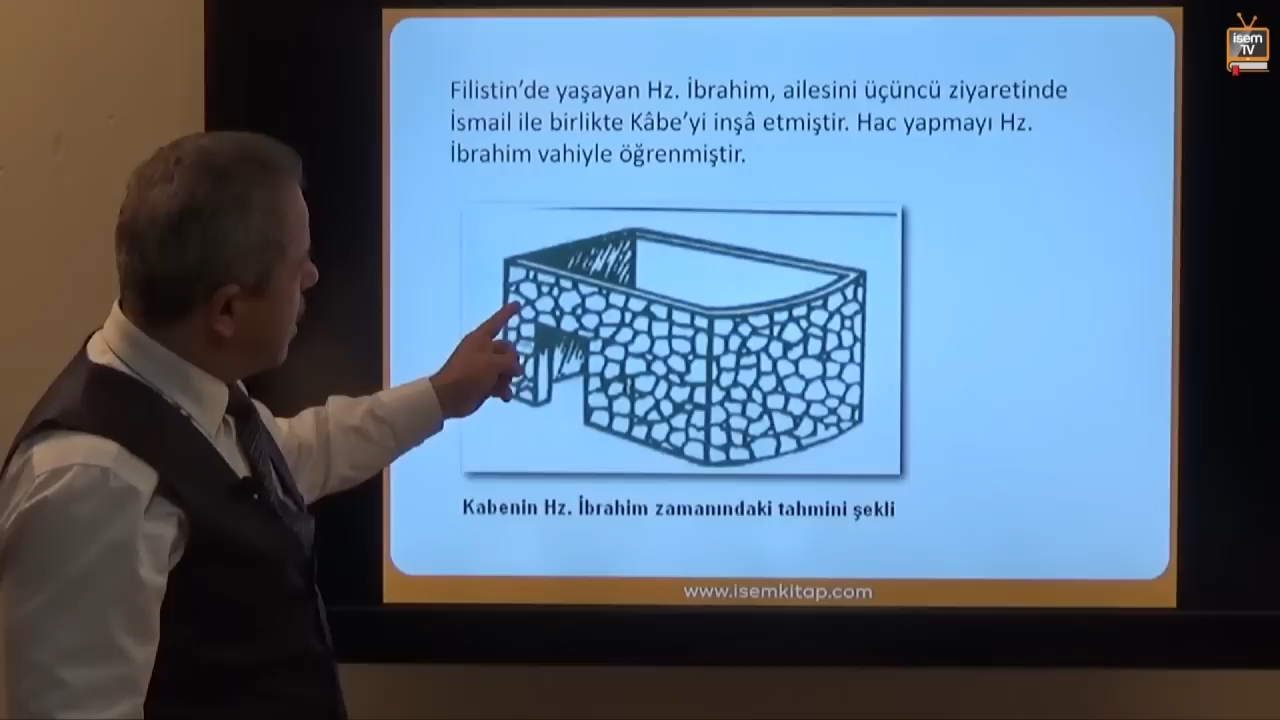 isem
TV
Filistin'de yaşayan Hz. İbrahim, ailesini üçüncü ziyaretinde
İsmail ile birlikte Kâbe'yi inşâ etmiştir. Hac yapmayı Hz.
İbrahim vahiyle öğrenmiştir.
Kabenin Hz. İbrahim zamanındaki tahmini şekli
www.isemkitap.com